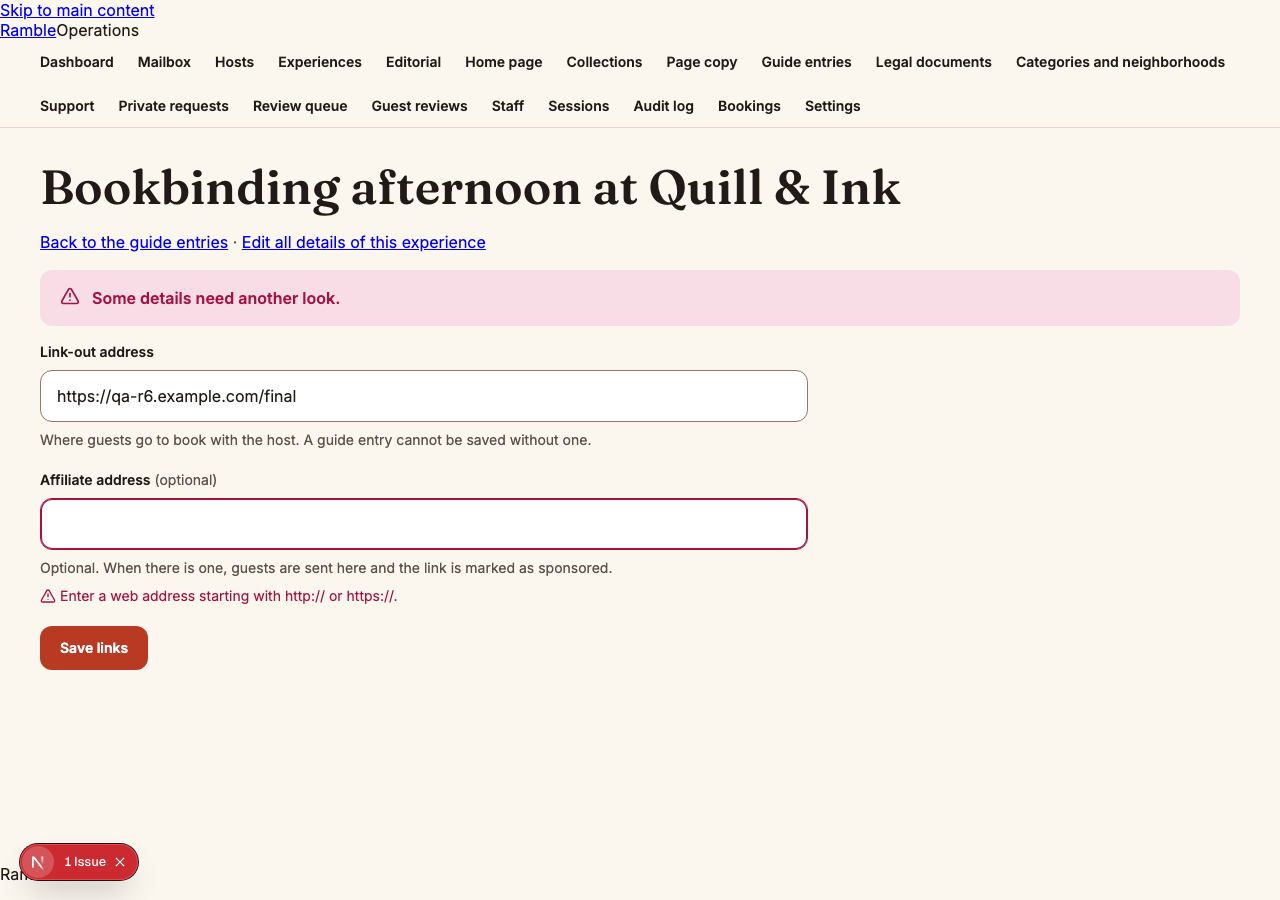 Skip to main content
RambleOperations
Dashboard Mailbox Hosts Experiences Editorial Home page Collections Page copy Guide entries Legal documents Categories and neighborhoods
Support Private requests Review queue Guest reviews Staff Sessions Audit log Bookings Settings
Bookbinding afternoon at Quill & Ink
Back to the guide entries · Edit all details of this experience
Some details need another look.
Link-out address
https://qa-r6.example.com/final
Where guests go to book with the host. A guide entry cannot be saved without one.
Affiliate address (optional)
Optional. When there is one, guests are sent here and the link is marked as sponsored.
Enter a web address starting with http:// or https://.
Save links
N 1 Issue